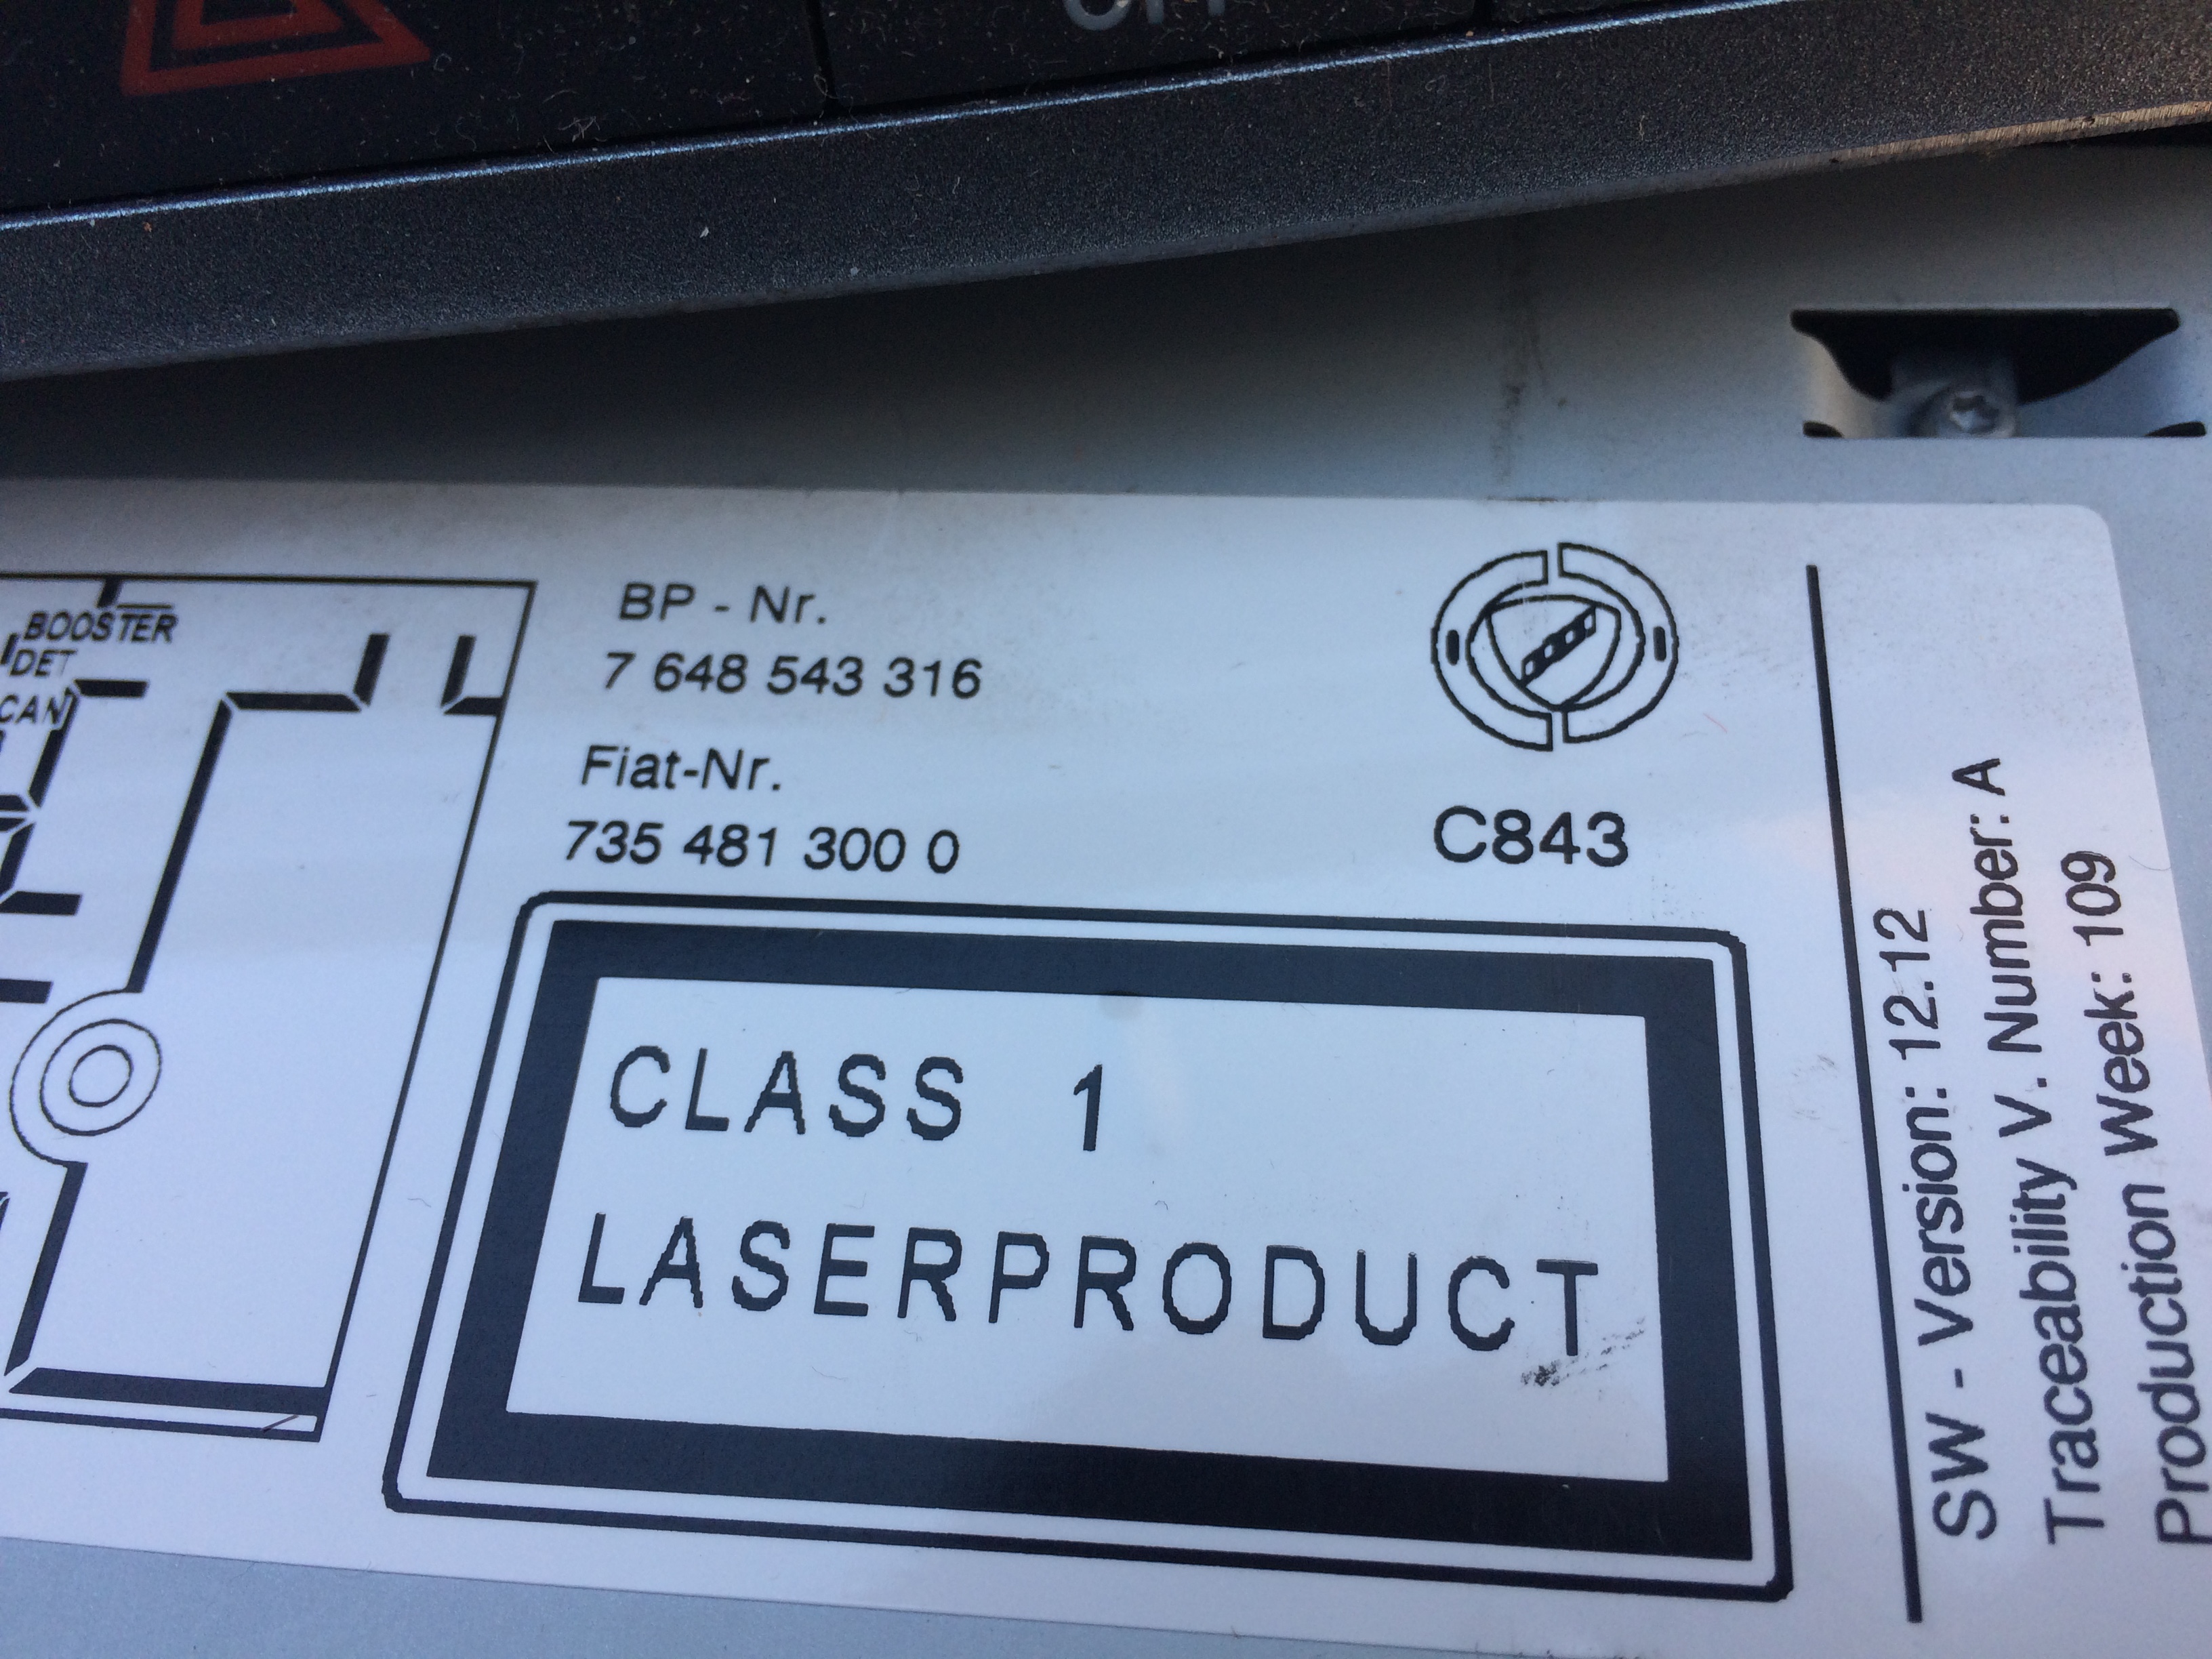 BOOSTER
DET
CAN
BP - Nr.
7 648 543 316
Fiat-Nr.
735 481 300 0
C843
CLASS 1
LASERPRODUCT
SW - Version: 12.12
Traceability V. Number: A
Production Week: 109